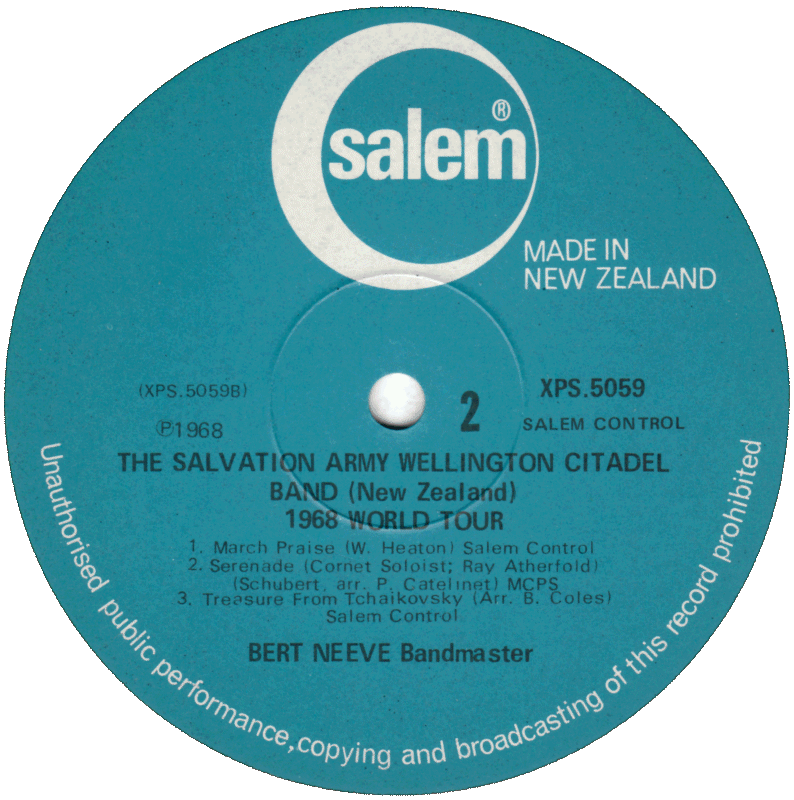 salem®
MADE IN
NEW ZEALAND
(XPS.5059B)
XPS.5059
℗1968
2
SALEM CONTROL
THE SALVATION ARMY WELLINGTON CITADEL
BAND (New Zealand)
1968 WORLD TOUR
1. March Praise (W. Heaton) Salem Control
2. Serenade (Cornet Soloist; Ray Atherfold)
(Schubert, arr. P. Catelinet) MCPS
3. Treasure From Tchaikovsky (Arr. B. Coles)
Salem Control
BERT NEEVE Bandmaster
Unauthorised public performance, copying and broadcasting of this record prohibited